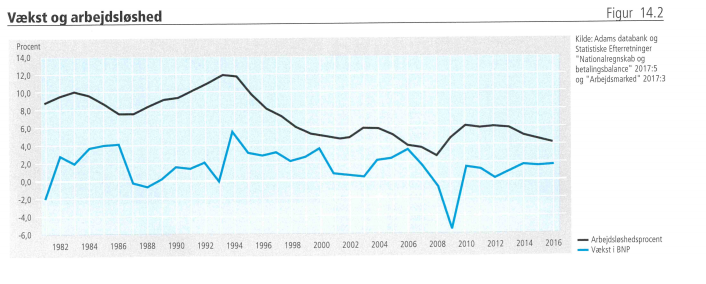 Vækst og arbejdsløshed
Figur 14.2
Kilde: Adams databank og
Statistiske Efterretninger
"Nationalregnskab og
betalingsbalance" 2017:5
og "Arbejdsmarked" 2017:3
Procent
14,0
12,0
10,0
8,0
6,0
4,0
2,0
0,0
-2,0
-4,0
-6,0
1982 1984 1986 1988 1990 1992 1994 1996 1998 2000 2002 2004 2006 2008 2010 2012 2014 2016
Arbejdsløshedsprocent
Vækst i BNP